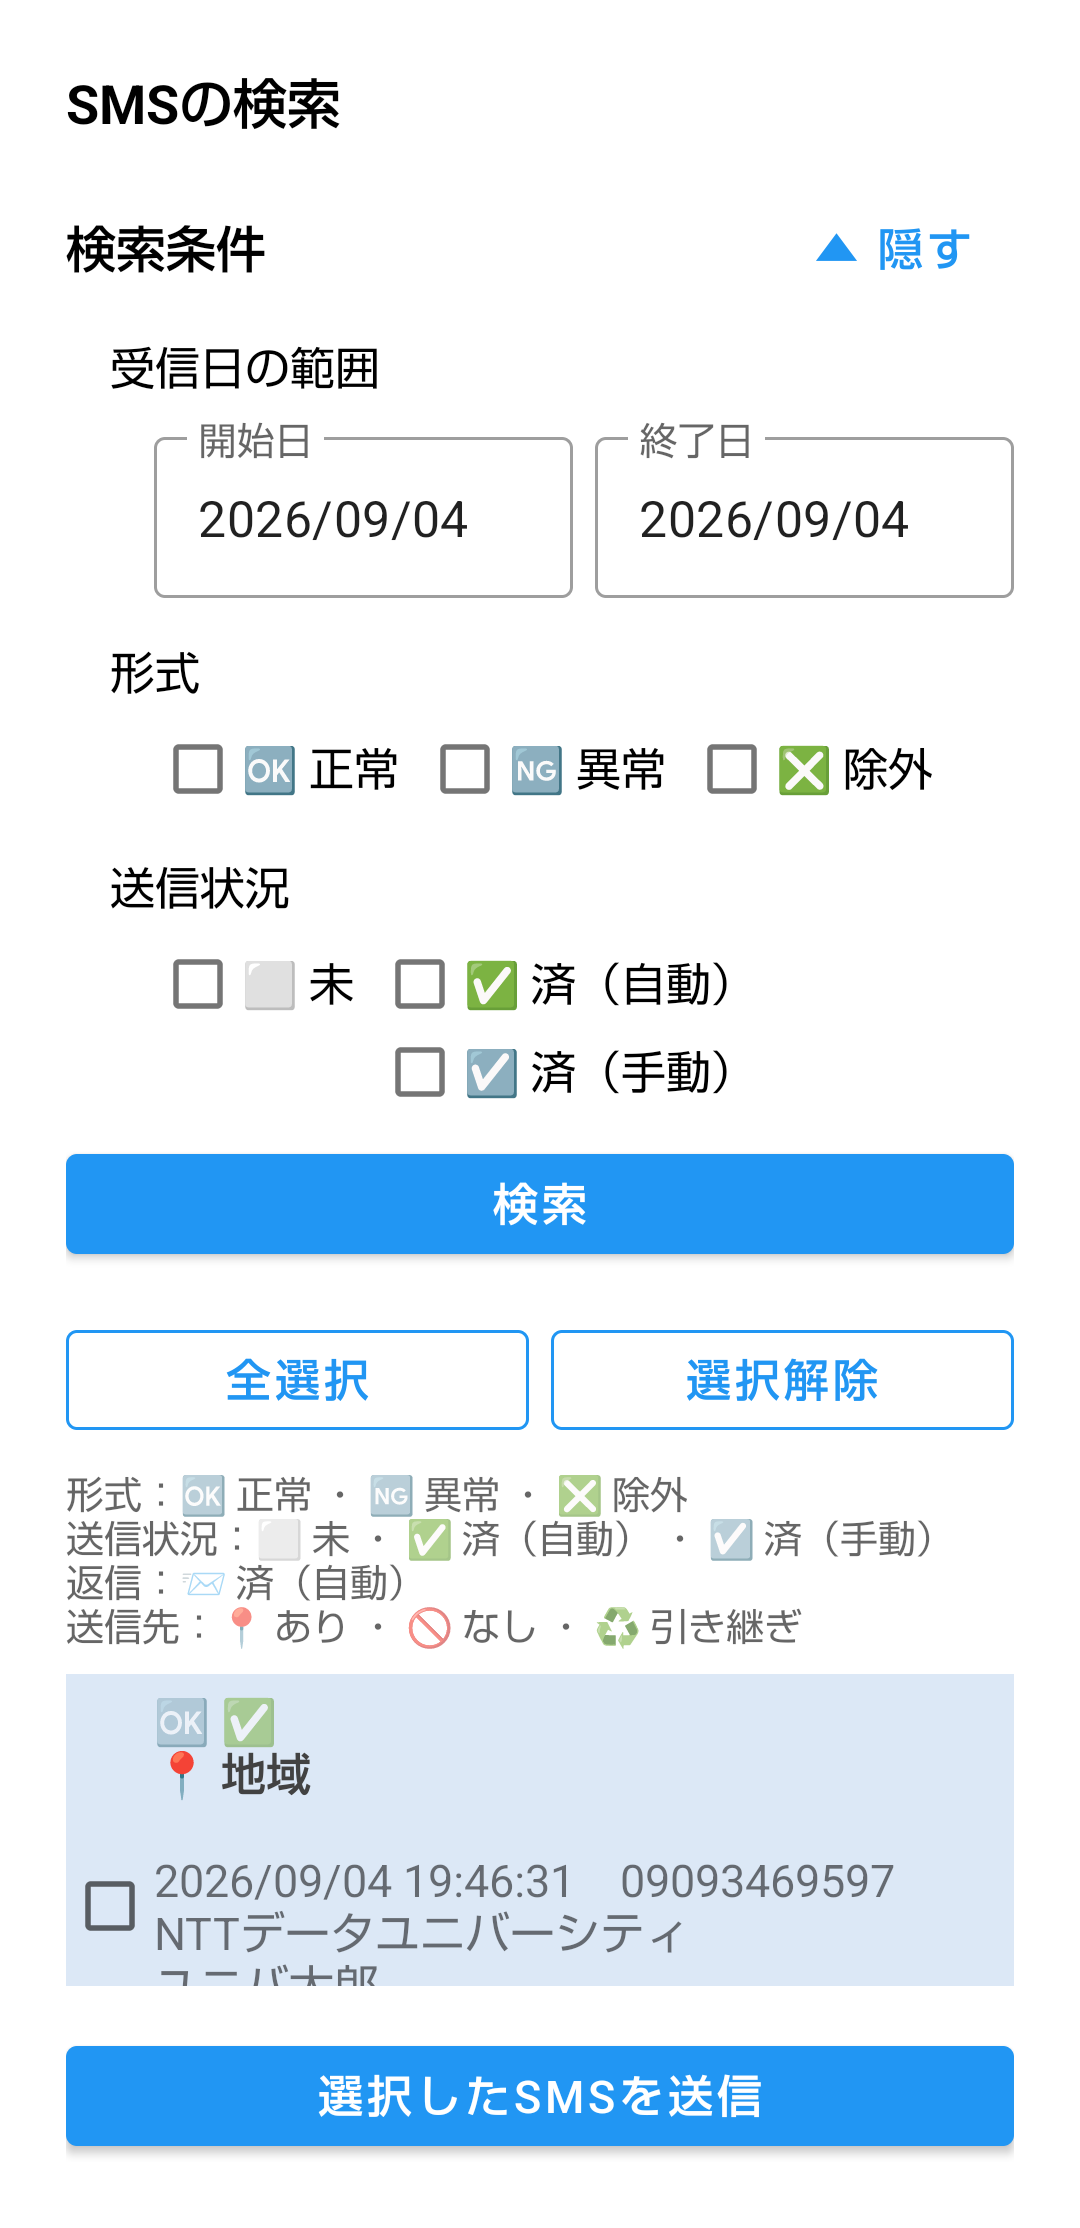 SMSの検索
検索条件 ▲ 隠す
受信日の範囲
開始日 終了日
2026/09/04 2026/09/04
形式
🆗 正常 🆖 異常 ❎ 除外
送信状況
⬜ 未 ✅ 済（自動）
☑️ 済（手動）
検索
全選択 選択解除
形式：🆗 正常 ・ 🆖 異常 ・ ❎ 除外
送信状況：⬜ 未 ・ ✅ 済（自動） ・ ☑️ 済（手動）
返信：📨 済（自動）
送信先：📍 あり ・ 🚫 なし ・ ♻️ 引き継ぎ
🆗 ✅
📍 地域
2026/09/04 19:46:31 09093469597
NTTデータユニバーシティ
ユニバ太郎
選択したSMSを送信